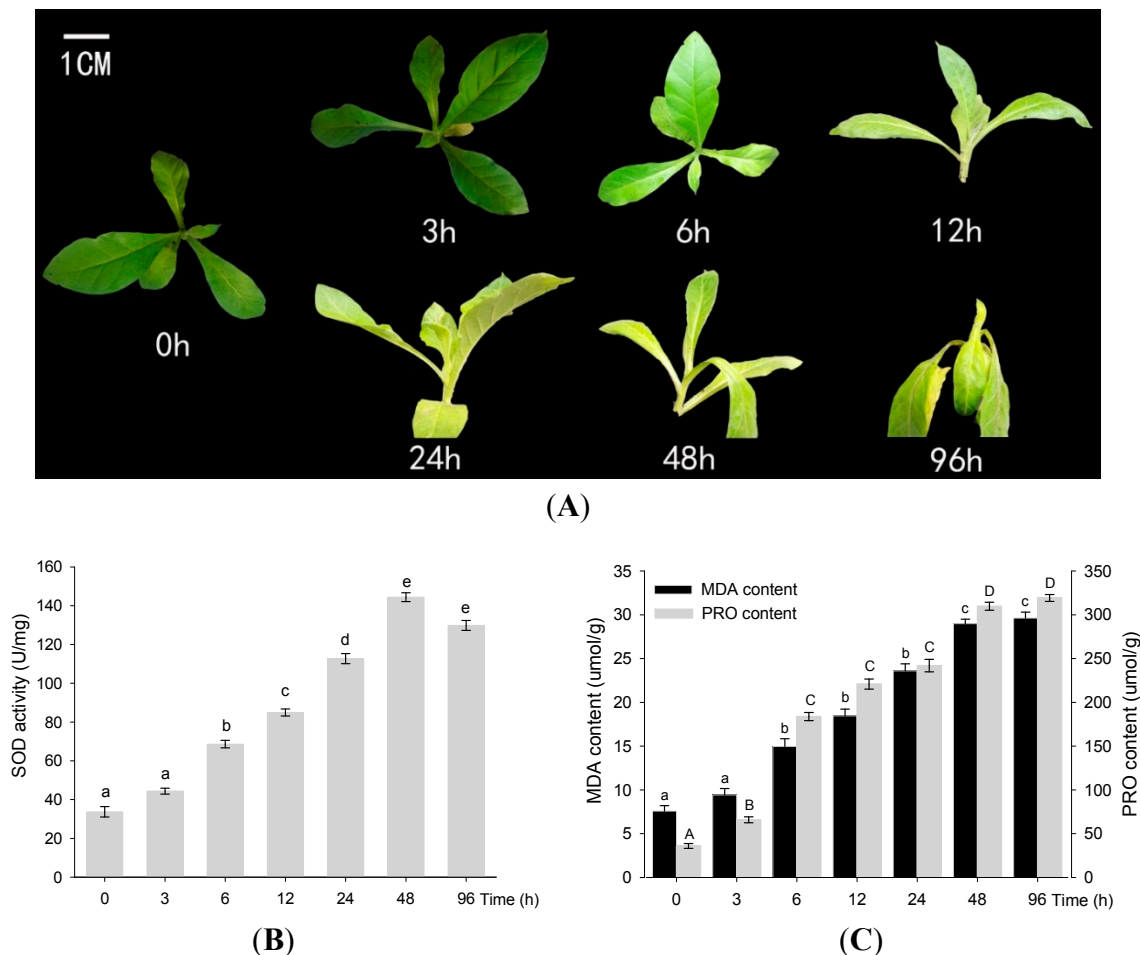 1CM
0h
3h
6h
12h
24h
48h
96h
(A)
SOD activity (U/mg)
160
140
120
100
80
60
40
20
0
a
a
b
c
d
e
e
0 3 6 12 24 48 96 Time (h)
(B)
MDA content (umol/g)
35
30
25
20
15
10
5
0
MDA content
PRO content
a
A
a
B
b
C
b
C
b
C
c
D
c
D
350
300
250
200
150
100
50
0
PRO content (umol/g)
0 3 6 12 24 48 96 Time (h)
(C)